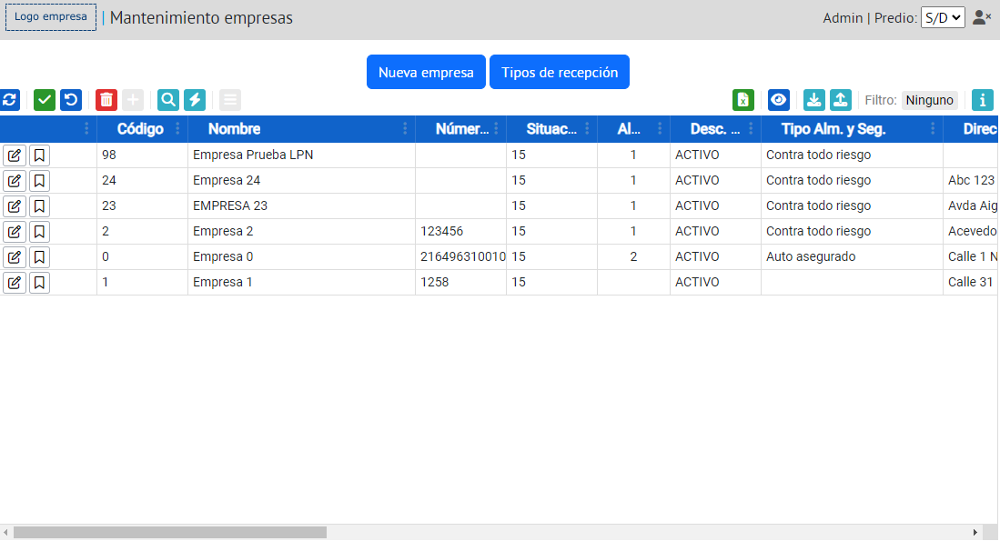 Logo empresa | Mantenimiento empresas Admin | Predio: S/D
Nueva empresa Tipos de recepción
Filtro: Ninguno
Código Nombre Númer... Situac... Al... Desc. ... Tipo Alm. y Seg. Direc
98 Empresa Prueba LPN 15 1 ACTIVO Contra todo riesgo
24 Empresa 24 15 1 ACTIVO Contra todo riesgo Abc 123
23 EMPRESA 23 15 1 ACTIVO Contra todo riesgo Avda Aig
2 Empresa 2 123456 15 1 ACTIVO Contra todo riesgo Acevedo
0 Empresa 0 216496310010 15 2 ACTIVO Auto asegurado Calle 1 N
1 Empresa 1 1258 15 ACTIVO Calle 31